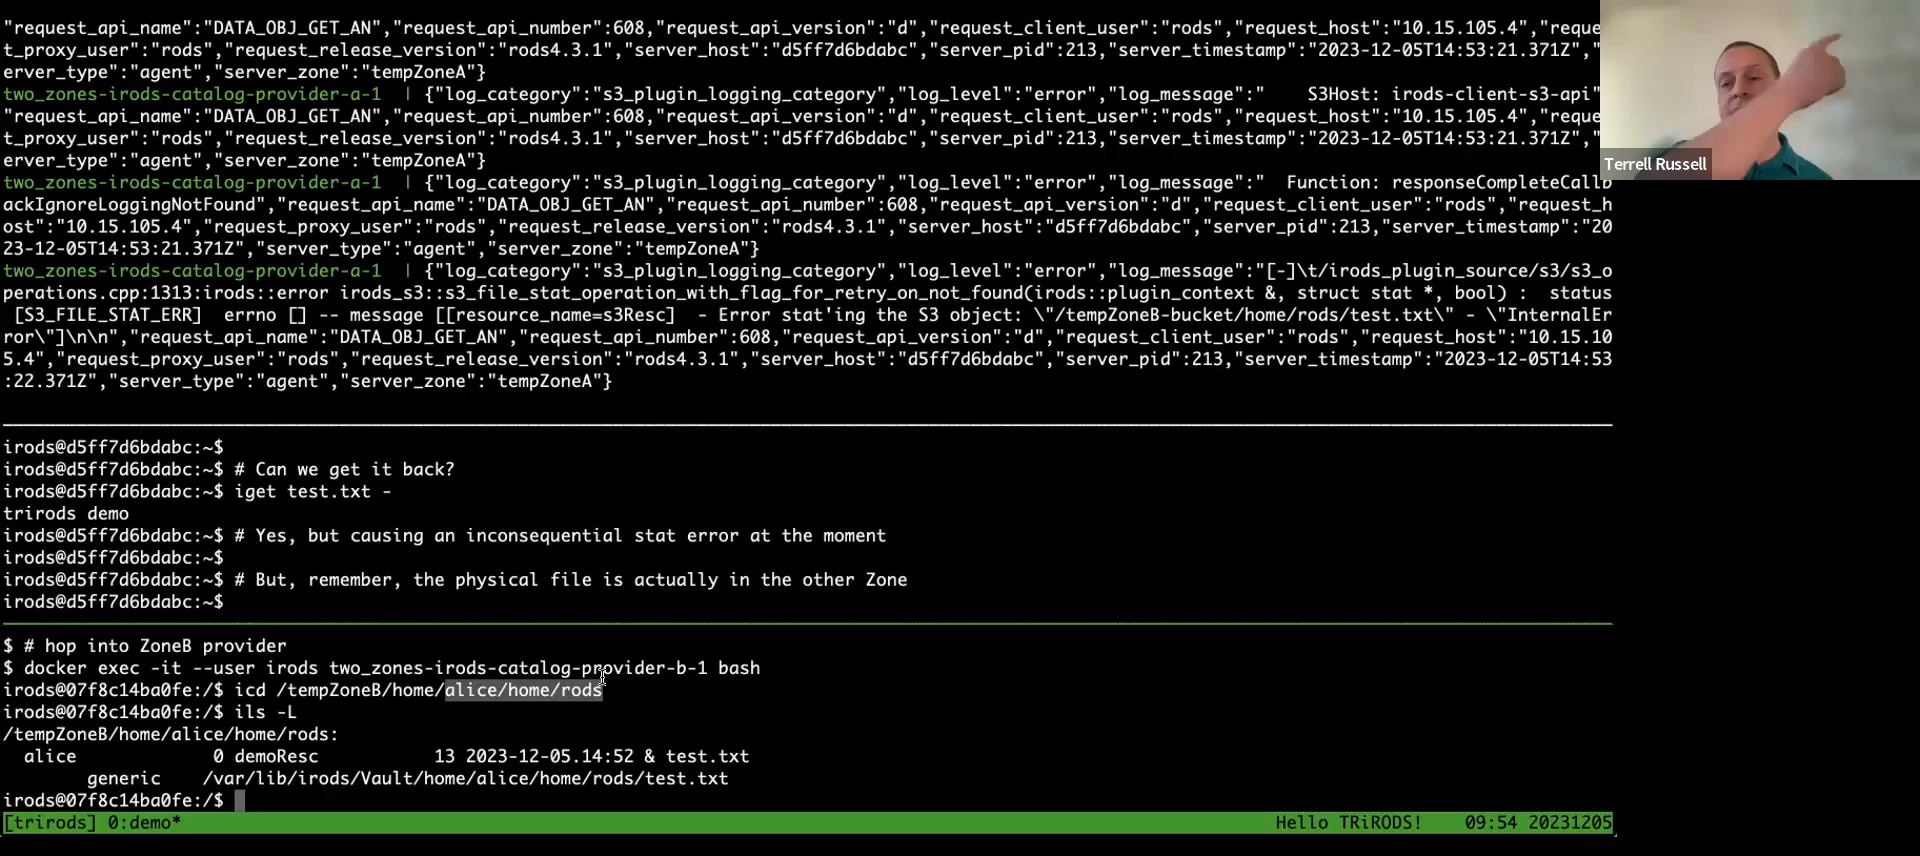 "request_api_name":"DATA_OBJ_GET_AN","request_api_number":608,"request_api_version":"d","request_client_user":"rods","request_host":"10.15.105.4","reque
t_proxy_user":"rods","request_release_version":"rods4.3.1","server_host":"d5ff7d6bdabc","server_pid":213,"server_timestamp":"2023-12-05T14:53:21.371Z","
erver_type":"agent","server_zone":"tempZoneA"}
two_zones-irods-catalog-provider-a-1  | {"log_category":"s3_plugin_logging_category","log_level":"error","log_message":"    S3Host: irods-client-s3-api"
"request_api_name":"DATA_OBJ_GET_AN","request_api_number":608,"request_api_version":"d","request_client_user":"rods","request_host":"10.15.105.4","reque
t_proxy_user":"rods","request_release_version":"rods4.3.1","server_host":"d5ff7d6bdabc","server_pid":213,"server_timestamp":"2023-12-05T14:53:21.371Z","
erver_type":"agent","server_zone":"tempZoneA"}
Terrell Russell
two_zones-irods-catalog-provider-a-1  | {"log_category":"s3_plugin_logging_category","log_level":"error","log_message":"  Function: responseCompleteCallb
ackIgnoreLoggingNotFound","request_api_name":"DATA_OBJ_GET_AN","request_api_number":608,"request_api_version":"d","request_client_user":"rods","request_h
ost":"10.15.105.4","request_proxy_user":"rods","request_release_version":"rods4.3.1","server_host":"d5ff7d6bdabc","server_pid":213,"server_timestamp":"20
23-12-05T14:53:21.371Z","server_type":"agent","server_zone":"tempZoneA"}
two_zones-irods-catalog-provider-a-1  | {"log_category":"s3_plugin_logging_category","log_level":"error","log_message":"[-]\t/irods_plugin_source/s3/s3_o
perations.cpp:1313:irods::error irods_s3::s3_file_stat_operation_with_flag_for_retry_on_not_found(irods::plugin_context &, struct stat *, bool) :  status
 [S3_FILE_STAT_ERR]  errno [] -- message [[resource_name=s3Resc]  - Error stat'ing the S3 object: \"/tempZoneB-bucket/home/rods/test.txt\" - \"InternalEr
ror\"]\n\n","request_api_name":"DATA_OBJ_GET_AN","request_api_number":608,"request_api_version":"d","request_client_user":"rods","request_host":"10.15.10
5.4","request_proxy_user":"rods","request_release_version":"rods4.3.1","server_host":"d5ff7d6bdabc","server_pid":213,"server_timestamp":"2023-12-05T14:53
:22.371Z","server_type":"agent","server_zone":"tempZoneA"}
irods@d5ff7d6bdabc:~$
irods@d5ff7d6bdabc:~$ # Can we get it back?
irods@d5ff7d6bdabc:~$ iget test.txt -
trirods demo
irods@d5ff7d6bdabc:~$ # Yes, but causing an inconsequential stat error at the moment
irods@d5ff7d6bdabc:~$
irods@d5ff7d6bdabc:~$ # But, remember, the physical file is actually in the other Zone
irods@d5ff7d6bdabc:~$
$ # hop into ZoneB provider
$ docker exec -it --user irods two_zones-irods-catalog-provider-b-1 bash
irods@07f8c14ba0fe:/$ icd /tempZoneB/home/alice/home/rods
irods@07f8c14ba0fe:/$ ils -L
/tempZoneB/home/alice/home/rods:
  alice             0 demoResc           13 2023-12-05.14:52 & test.txt
        generic    /var/lib/irods/Vault/home/alice/home/rods/test.txt
irods@07f8c14ba0fe:/$
[trirods] 0:demo*    Hello TRiRODS!    09:54 20231205